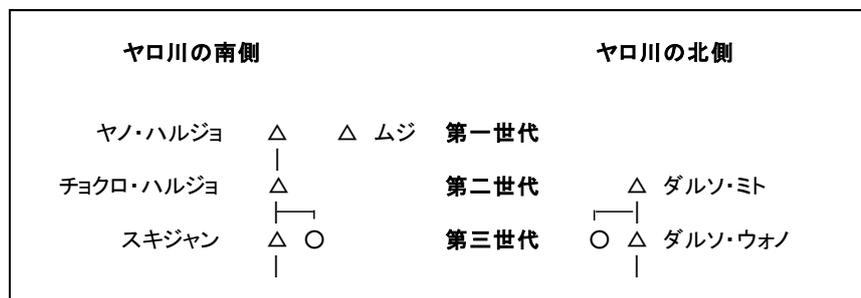 ヤロ川の南側 ヤロ川の北側
ヤノ・ハルジョ ムジ 第一世代
チョクロ・ハルジョ 第二世代 ダルソ・ミト
スキジャン 第三世代 ダルソ・ウォノ